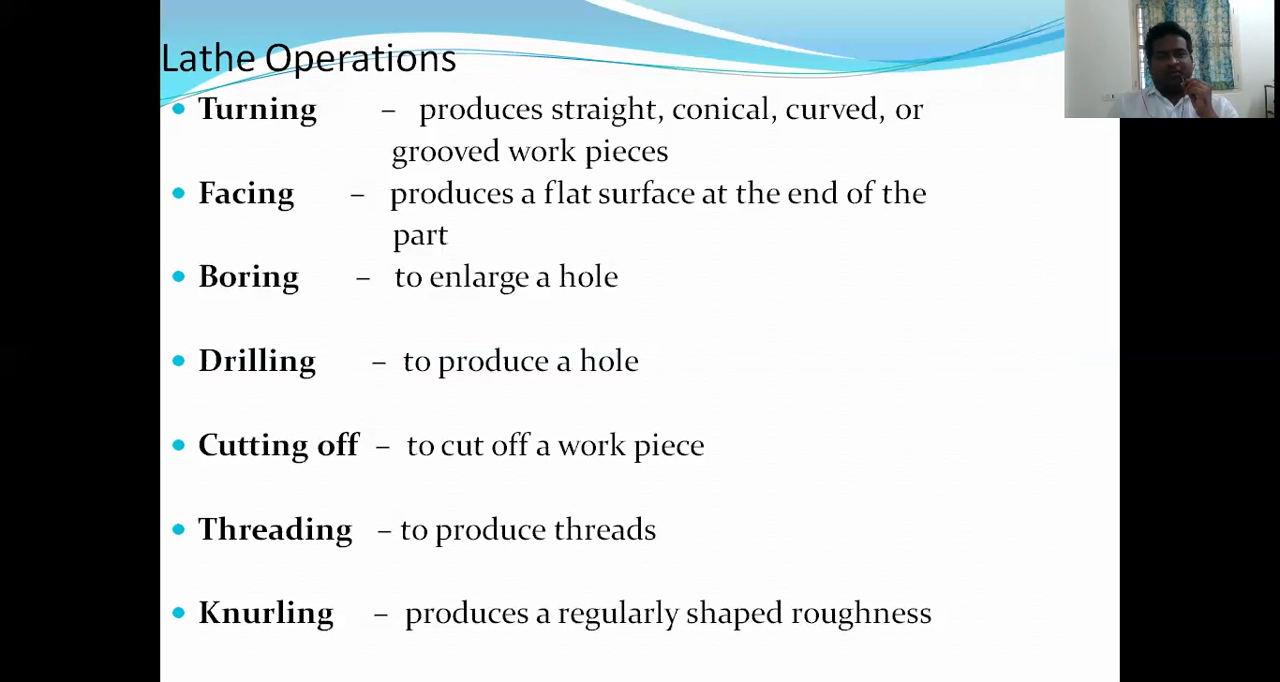 Lathe Operations
• Turning – produces straight, conical, curved, or
grooved work pieces
• Facing – produces a flat surface at the end of the
part
• Boring – to enlarge a hole
• Drilling – to produce a hole
• Cutting off – to cut off a work piece
• Threading – to produce threads
• Knurling – produces a regularly shaped roughness